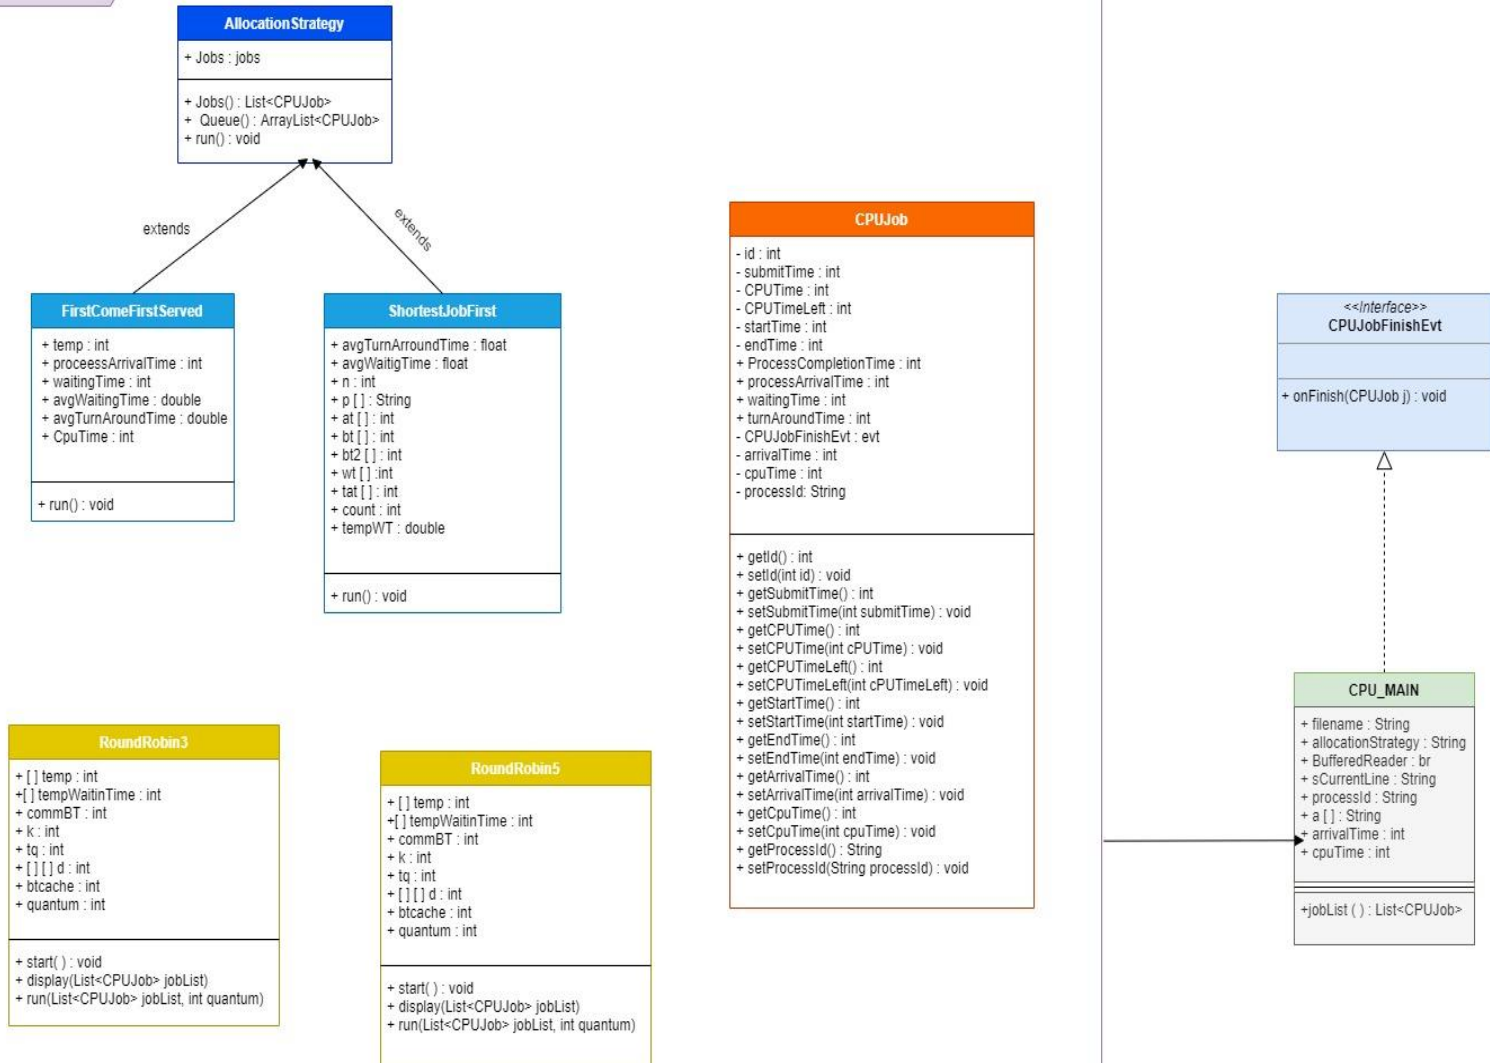 AllocationStrategy
+ Jobs : jobs
+ Jobs() : List<CPUJob>
+ Queue() : ArrayList<CPUJob>
+ run() : void
extends
extends
FirstComeFirstServed
+ temp : int
+ proceessArrivalTime : int
+ waitingTime : int
+ avgWaitingTime : double
+ avgTurnAroundTime : double
+ CpuTime : int
+ run() : void
ShortestJobFirst
+ avgTurnArroundTime : float
+ avgWaitigTime : float
+ n : int
+ p [ ] : String
+ at [ ] : int
+ bt [ ] : int
+ bt2 [ ] : int
+ wt [ ] :int
+ tat [ ] : int
+ count : int
+ tempWT : double
+ run() : void
RoundRobin3
+ [ ] temp : int
+[ ] tempWaitinTime : int
+ commBT : int
+ k : int
+ tq : int
+ [ ] [ ] d : int
+ btcache : int
+ quantum : int
+ start( ) : void
+ display(List<CPUJob> jobList)
+ run(List<CPUJob> jobList, int quantum)
RoundRobin5
+ [ ] temp : int
+[ ] tempWaitinTime : int
+ commBT : int
+ k : int
+ tq : int
+ [ ] [ ] d : int
+ btcache : int
+ quantum : int
+ start( ) : void
+ display(List<CPUJob> jobList)
+ run(List<CPUJob> jobList, int quantum)
CPUJob
- id : int
- submitTime : int
- CPUTime : int
- CPUTimeLeft : int
- startTime : int
- endTime : int
+ ProcessCompletionTime : int
+ processArrivalTime : int
+ waitingTime : int
+ turnAroundTime : int
- CPUJobFinishEvt : evt
- arrivalTime : int
- cpuTime : int
- processId: String
+ getId() : int
+ setId(int id) : void
+ getSubmitTime() : int
+ setSubmitTime(int submitTime) : void
+ getCPUTime() : int
+ setCPUTime(int cPUTime) : void
+ getCPUTimeLeft() : int
+ setCPUTimeLeft(int cPUTimeLeft) : void
+ getStartTime() : int
+ setStartTime(int startTime) : void
+ getEndTime() : int
+ setEndTime(int endTime) : void
+ getArrivalTime() : int
+ setArrivalTime(int arrivalTime) : void
+ getCpuTime() : int
+ setCpuTime(int cpuTime) : void
+ getProcessId() : String
+ setProcessId(String processId) : void
<<Interface>>
CPUJobFinishEvt
+ onFinish(CPUJob j) : void
CPU_MAIN
+ filename : String
+ allocationStrategy : String
+ BufferedReader : br
+ sCurrentLine : String
+ processId : String
+ a [ ] : String
+ arrivalTime : int
+ cpuTime : int
+jobList ( ) : List<CPUJob>